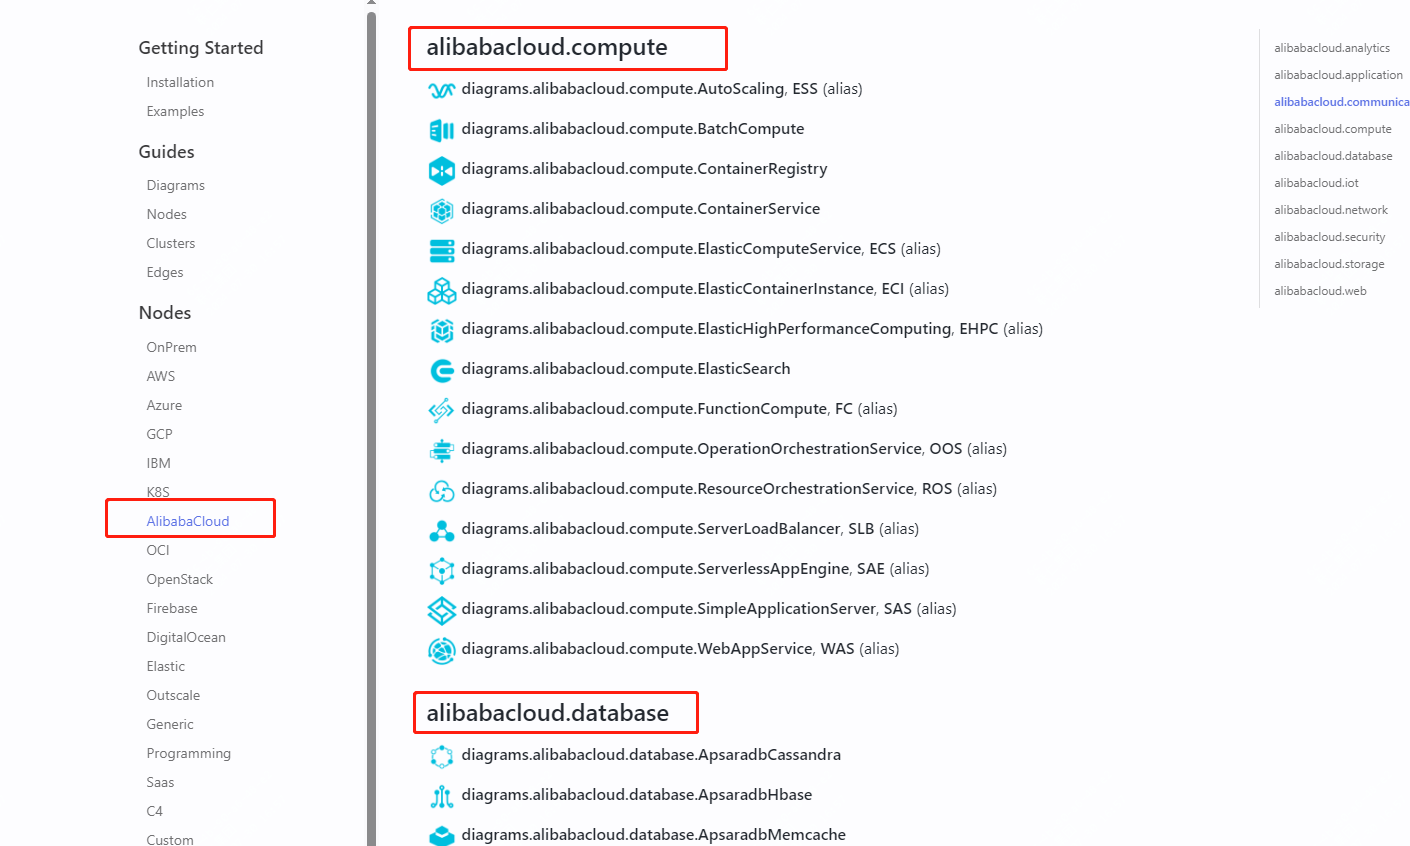 Getting Started
Installation
Examples
Guides
Diagrams
Nodes
Clusters
Edges
Nodes
OnPrem
AWS
Azure
GCP
IBM
K8S
AlibabaCloud
OCI
OpenStack
Firebase
DigitalOcean
Elastic
Outscale
Generic
Programming
Saas
C4
Custom
alibabacloud.compute
diagrams.alibabacloud.compute.AutoScaling, ESS (alias)
diagrams.alibabacloud.compute.BatchCompute
diagrams.alibabacloud.compute.ContainerRegistry
diagrams.alibabacloud.compute.ContainerService
diagrams.alibabacloud.compute.ElasticComputeService, ECS (alias)
diagrams.alibabacloud.compute.ElasticContainerInstance, ECI (alias)
diagrams.alibabacloud.compute.ElasticHighPerformanceComputing, EHPC (alias)
diagrams.alibabacloud.compute.ElasticSearch
diagrams.alibabacloud.compute.FunctionCompute, FC (alias)
diagrams.alibabacloud.compute.OperationOrchestrationService, OOS (alias)
diagrams.alibabacloud.compute.ResourceOrchestrationService, ROS (alias)
diagrams.alibabacloud.compute.ServerLoadBalancer, SLB (alias)
diagrams.alibabacloud.compute.ServerlessAppEngine, SAE (alias)
diagrams.alibabacloud.compute.SimpleApplicationServer, SAS (alias)
diagrams.alibabacloud.compute.WebAppService, WAS (alias)
alibabacloud.database
diagrams.alibabacloud.database.ApsaradbCassandra
diagrams.alibabacloud.database.ApsaradbHbase
diagrams.alibabacloud.database.ApsaradbMemcache
alibabacloud.analytics
alibabacloud.application
alibabacloud.communica
alibabacloud.compute
alibabacloud.database
alibabacloud.iot
alibabacloud.network
alibabacloud.security
alibabacloud.storage
alibabacloud.web